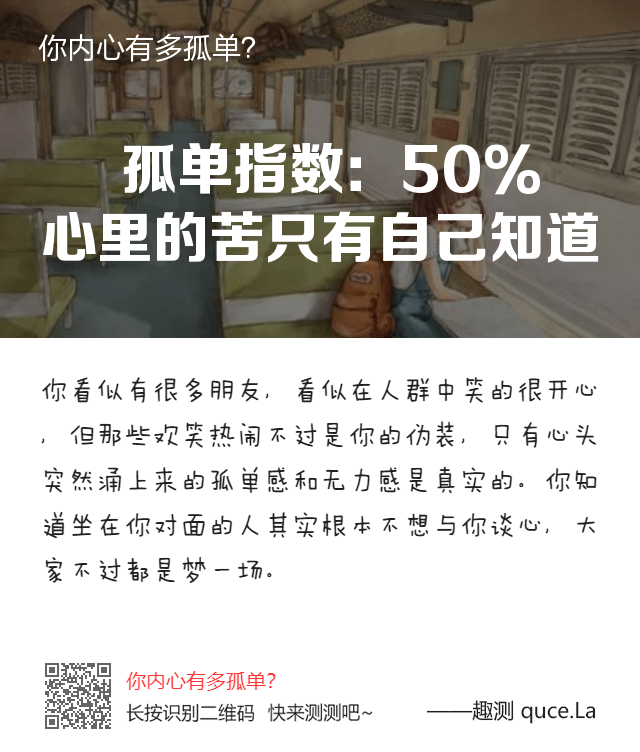 你内心有多孤单?
孤单指数: 50%
心里的苦只有自己知道
你看似有很多朋友, 看似在人群中笑的很开心
, 但那些欢笑热闹不过是你的伪装, 只有心头
突然涌上来的孤单感和无力感是真实的。你知
道坐在你对面的人其实根本不想与你谈心, 大
家不过都是梦一场。
你内心有多孤单?
长按识别二维码 快来测测吧~
——趣测 quce.La